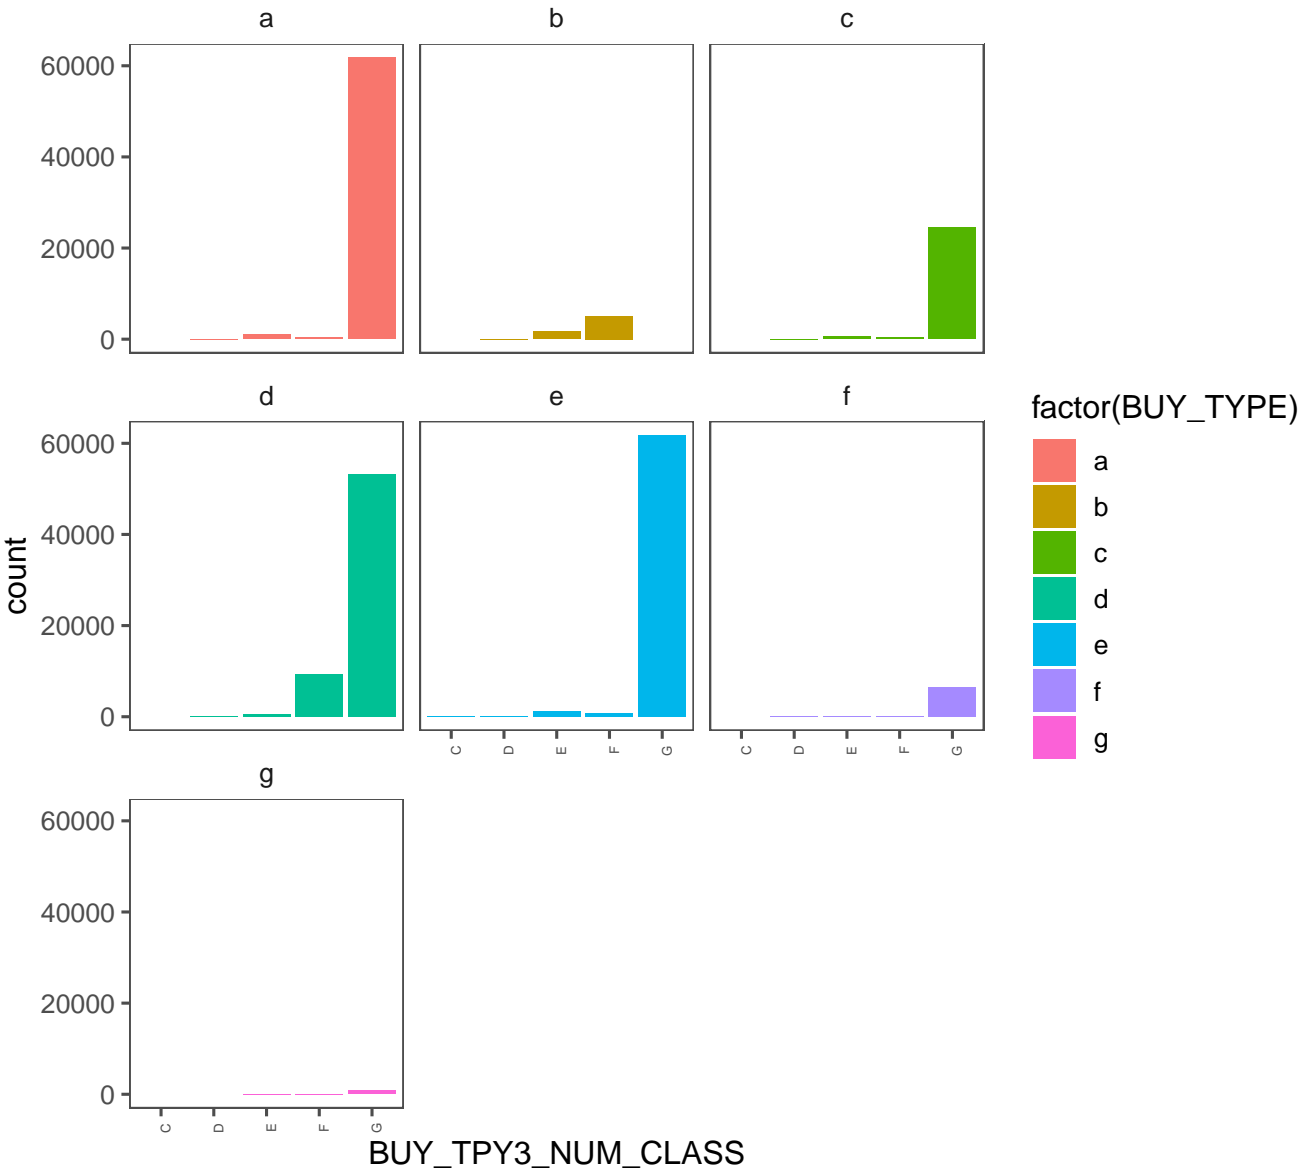 a b c
60000
40000
20000
0
d e f
60000
40000
20000
0
C D E F G C D E F G
g
60000
40000
20000
0
C D E F G
BUY_TPY3_NUM_CLASS
count
factor(BUY_TYPE)
a
b
c
d
e
f
g